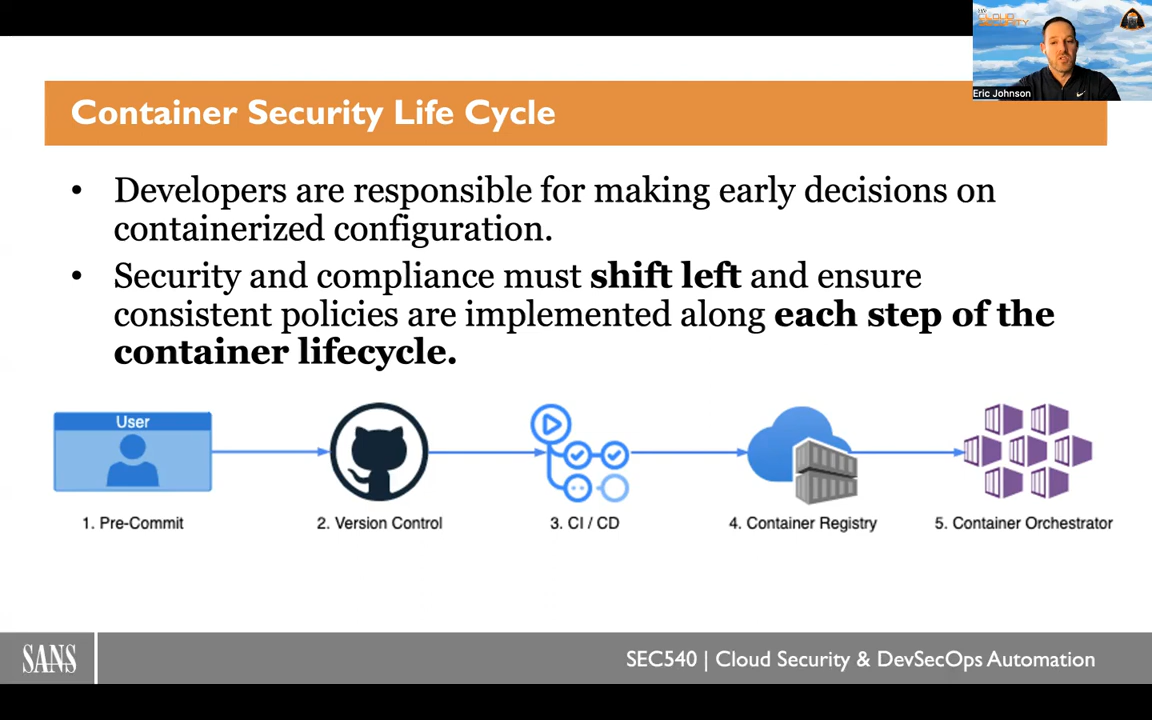 CLOUD
SECURITY
Eric Johnson
Container Security Life Cycle
• Developers are responsible for making early decisions on
containerized configuration.
• Security and compliance must shift left and ensure
consistent policies are implemented along each step of the
container lifecycle.
User
1. Pre-Commit
2. Version Control
3. CI / CD
4. Container Registry
5. Container Orchestrator
SANS
SEC540 | Cloud Security & DevSecOps Automation